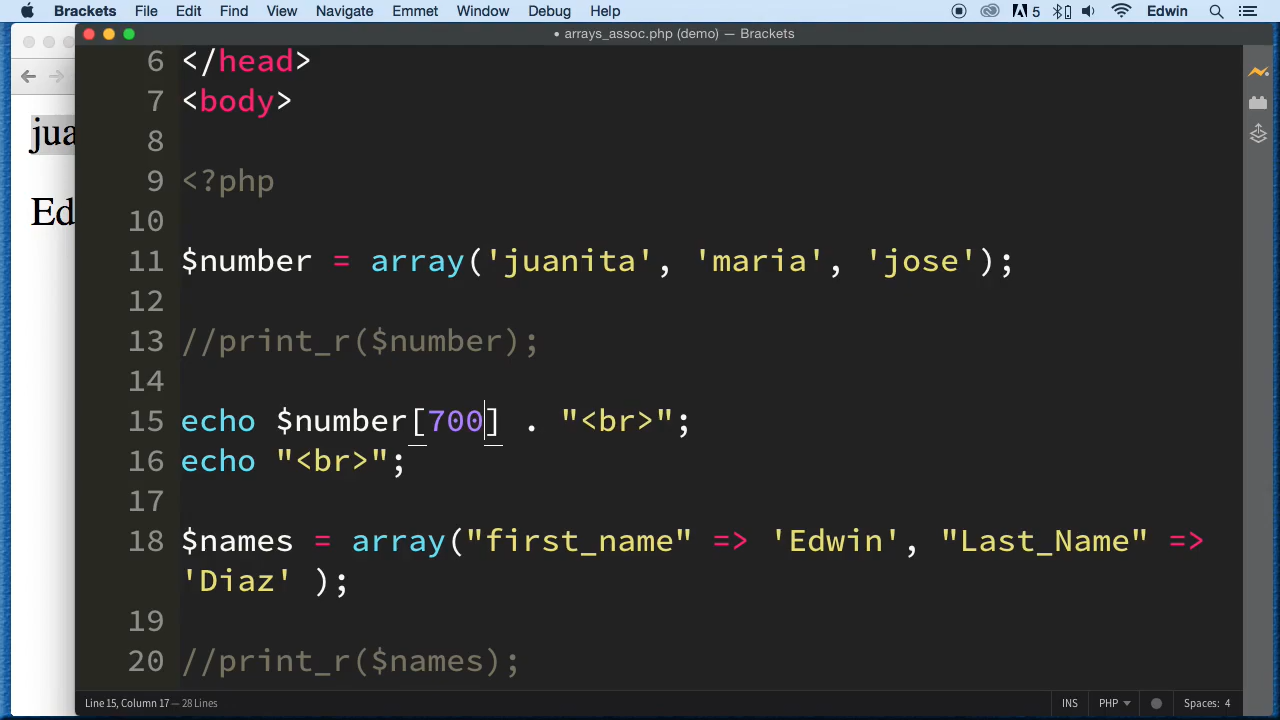 Brackets File Edit Find View Navigate Emmet Window Debug Help 5 Edwin
• arrays_assoc.php (demo) — Brackets
jua
Ed
6 </head>
7 <body>
8
9 <?php
10
11 $number = array('juanita', 'maria', 'jose');
12
13 //print_r($number);
14
15 echo $number[700] . "<br>";
16 echo "<br>";
17
18 $names = array("first_name" => 'Edwin', "Last_Name" =>
'Diaz' );
19
20 //print_r($names);
Line 15, Column 17 — 28 Lines INS PHP Spaces: 4